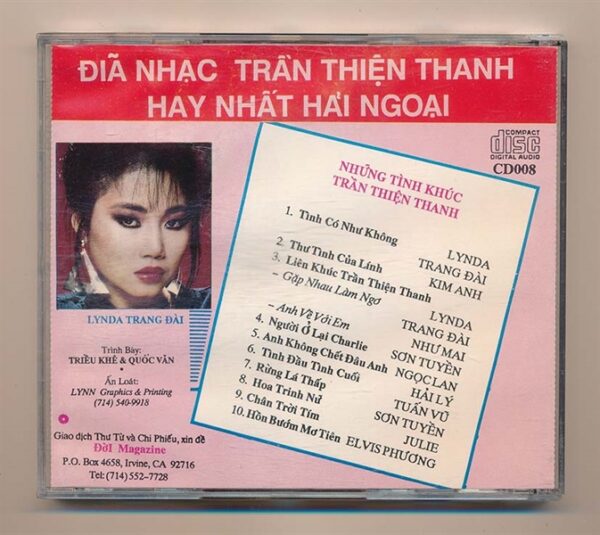 ĐIÃ NHẠC TRẦN THIỆN THANH
HAY NHẤT HẢI NGOẠI
COMPACT
disc
DIGITAL AUDIO
CD008
NHỮNG TÌNH KHÚC
TRẦN THIỆN THANH
1. Tình Có Như Không LYNDA TRANG ĐÀI
2. Thư Tình Của Lính KIM ANH
3. Liên Khúc Trần Thiện Thanh
– Gặp Nhau Làm Ngơ LYNDA TRANG ĐÀI
– Anh Về Với Em NHƯ MAI
4. Người Ở Lại Charlie SƠN TUYỀN
5. Anh Không Chết Đâu Anh NGỌC LAN
6. Tình Đầu Tình Cuối HẢI LÝ
7. Rừng Lá Thấp TUẤN VŨ
8. Hoa Trinh Nữ SƠN TUYỀN
9. Chân Trời Tím JULIE
10. Hồn Bướm Mơ Tiên ELVIS PHƯƠNG
LYNDA TRANG ĐÀI
Trình Bày:
TRIỀU KHÊ & QUỐC VĂN
Ấn Loát:
LYNN Graphics & Printing
(714) 540-9918
Giao dịch Thư Từ và Chi Phiếu, xin đề
ĐỜI Magazine
P.O. Box 4658, Irvine, CA 92716
Tel: (714) 552-7728